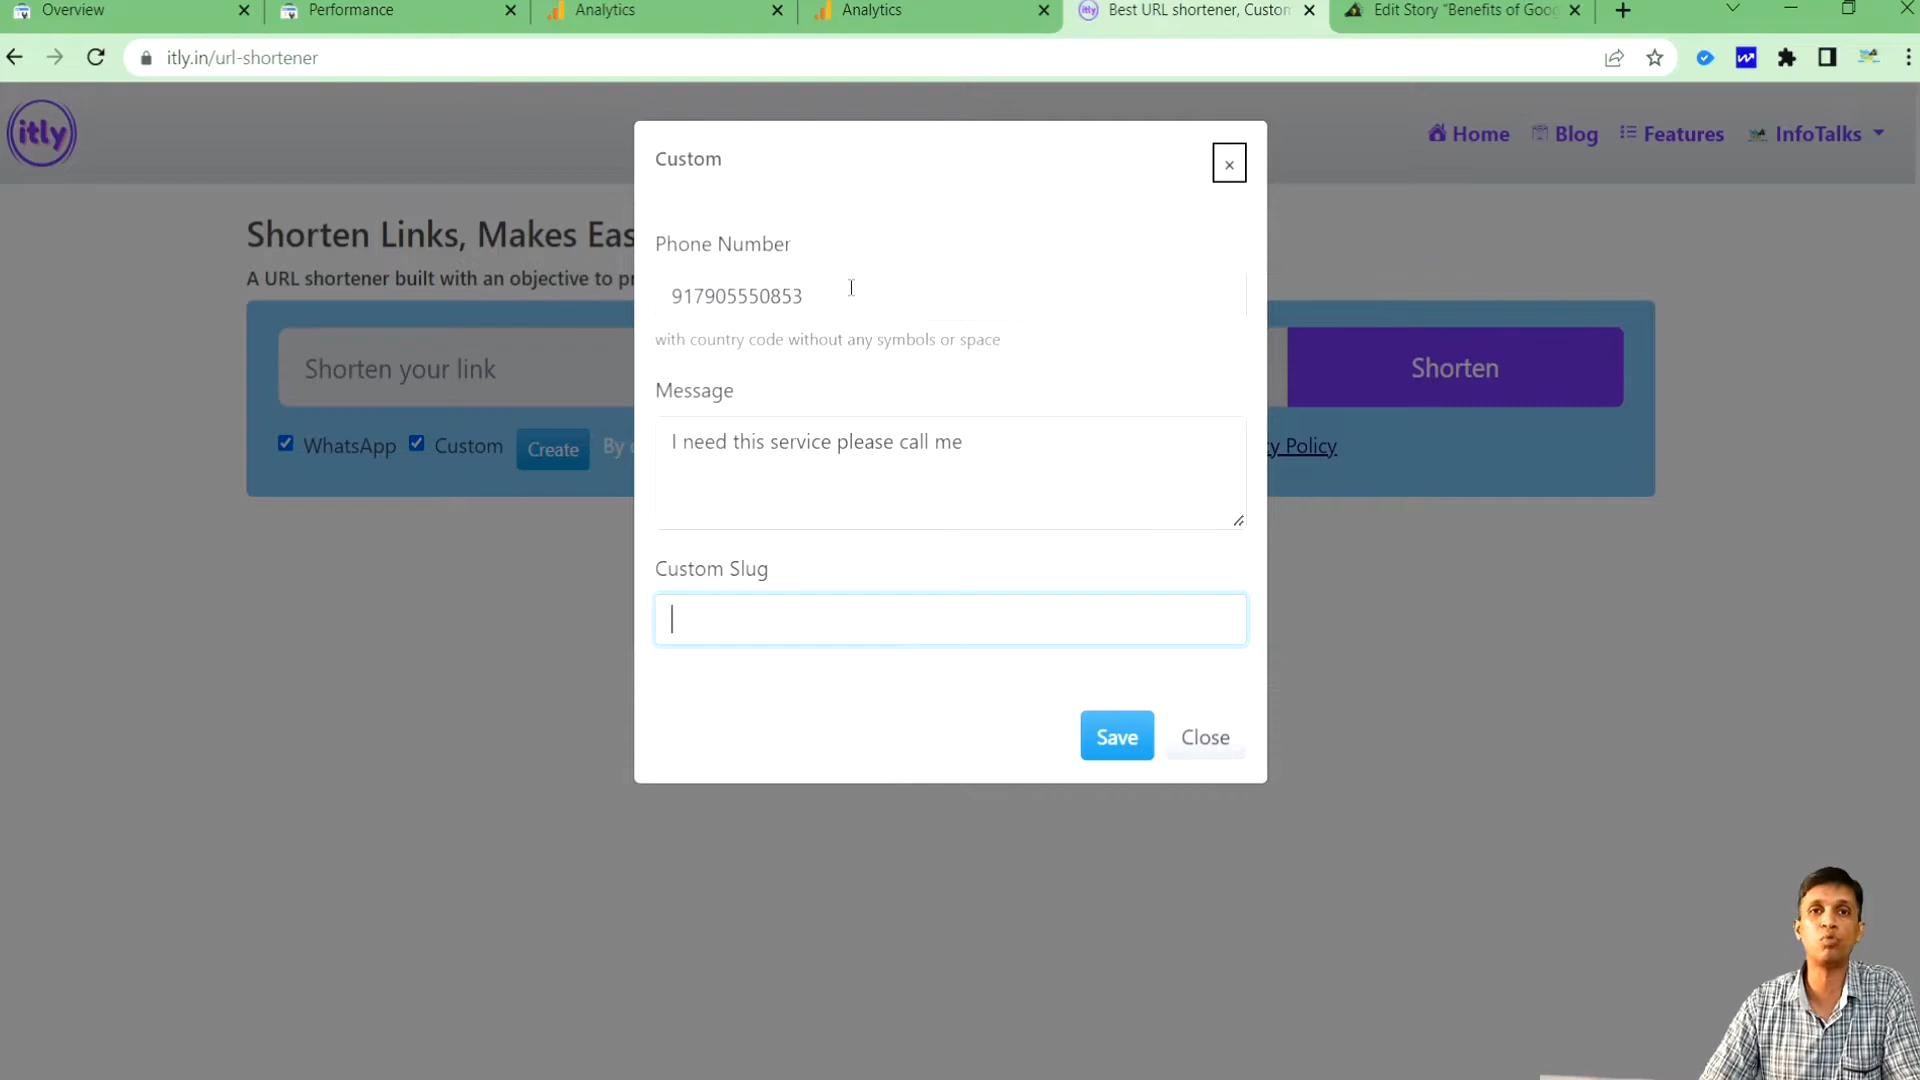 Overview
Performance
Analytics
Analytics
Best URL shortener, Custon
Edit Story "Benefits of Goo
itly.in/url-shortener
itly
Home
Blog
Features
InfoTalks
Custom
×
Phone Number
917905550853
with country code without any symbols or space
Message
I need this service please call me
Custom Slug
Save
Close
Shorten Links, Makes Eas
A URL shortener built with an objective to pr
Shorten your link
Shorten
WhatsApp
Custom
Create
By
cy Policy